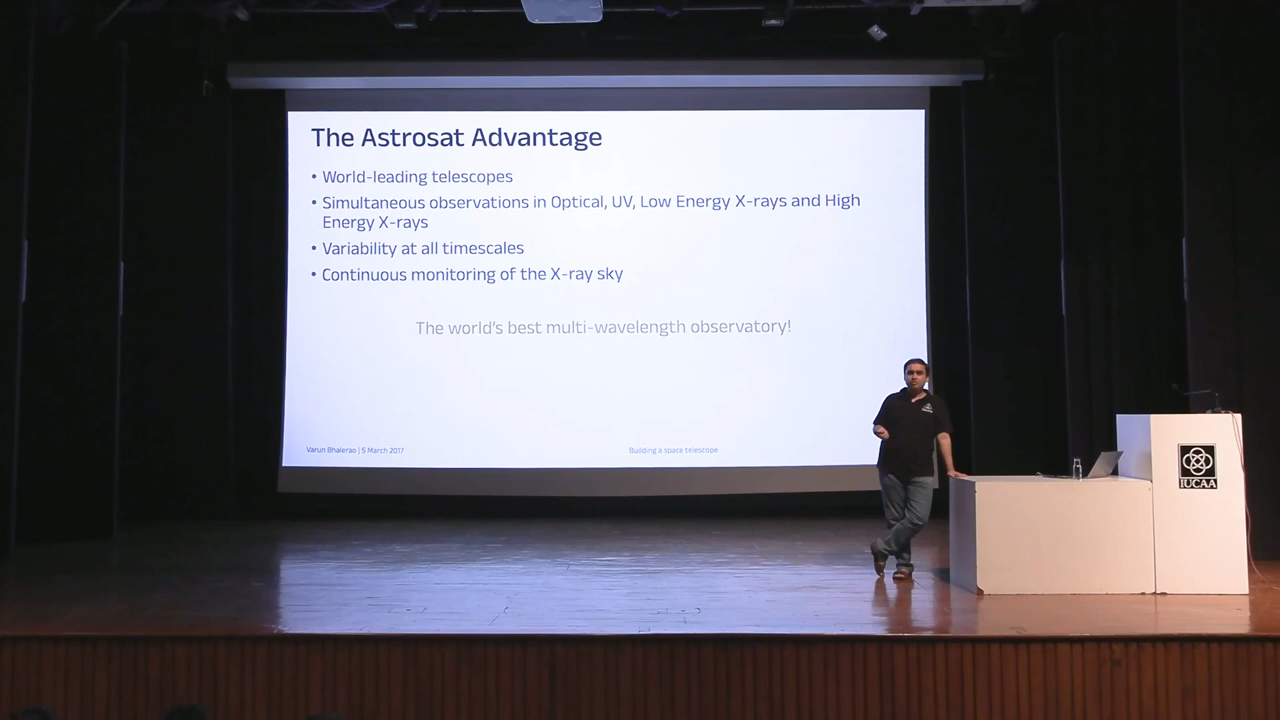 The Astrosat Advantage
• World-leading telescopes
• Simultaneous observations in Optical, UV, Low Energy X-rays and High
Energy X-rays
• Variability at all timescales
• Continuous monitoring of the X-ray sky
The world's best multi-wavelength observatory!
Varun Bhalerao | 5 March 2017
Building a space telescope
IUCAA